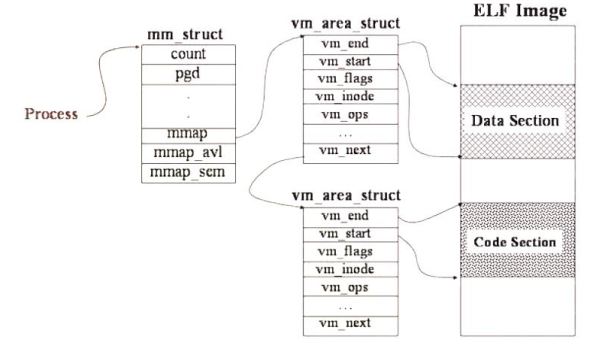 ELF Image
vm_area_struct
mm_struct
vm_end
count
vm_start
pgd
vm_flags
.
vm_inode
.
vm_ops
Process
Data Section
mmap
...
mmap_avl
vm_next
mmap_sem
vm_area_struct
vm_end
vm_start
Code Section
vm_flags
vm_inode
vm_ops
...
vm_next